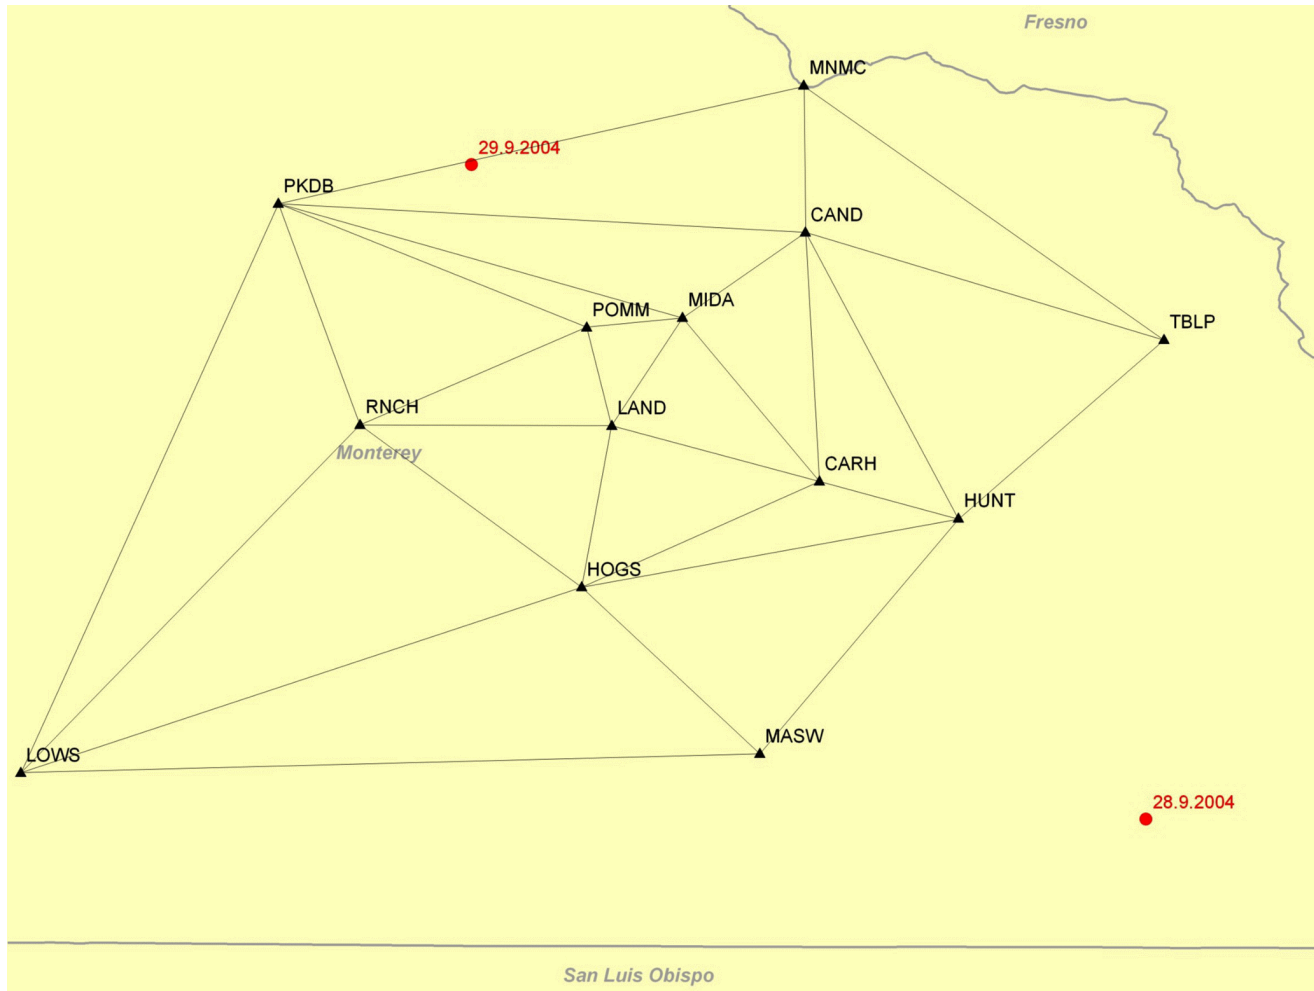 Fresno
MNMC
29.9.2004
PKDB
CAND
POMM
MIDA
TBLP
RNCH
LAND
Monterey
CARH
HUNT
HOGS
MASW
LOWS
28.9.2004
San Luis Obispo